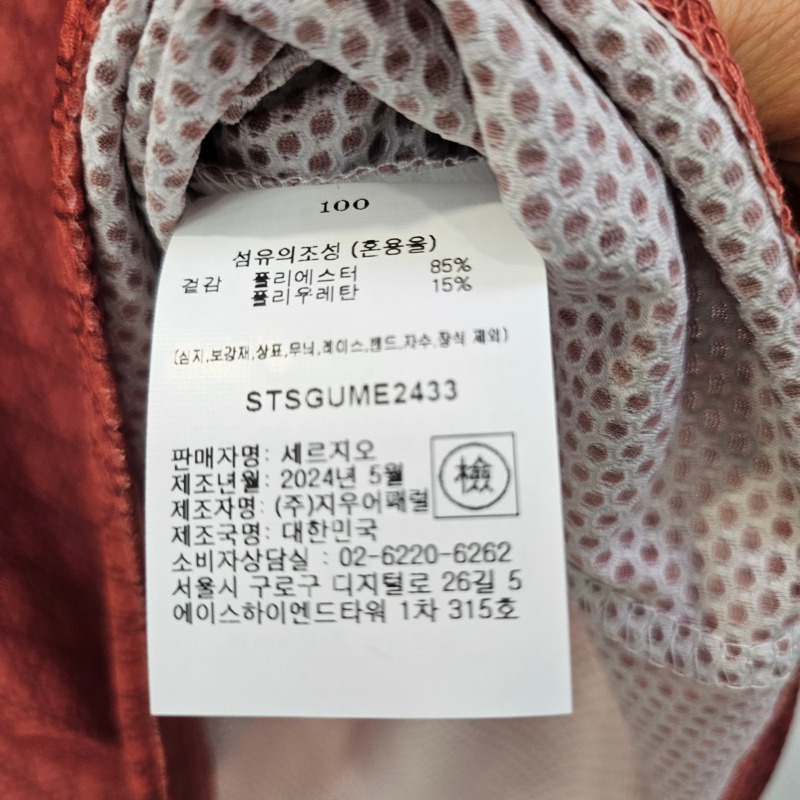 100
섬유의조성 (혼용율)
겉감 폴리에스터 85%
폴리우레탄 15%
(심지,보강재,상표,무늬,레이스,밴드,자수,장식 제외)
STSGUME2433
판매자명: 세르지오
제조년월: 2024년 5월
제조자명: (주)지우어패럴
檢
제조국명: 대한민국
소비자상담실 : 02-6220-6262
서울시 구로구 디지털로 26길 5
에이스하이엔드타워 1차 315호